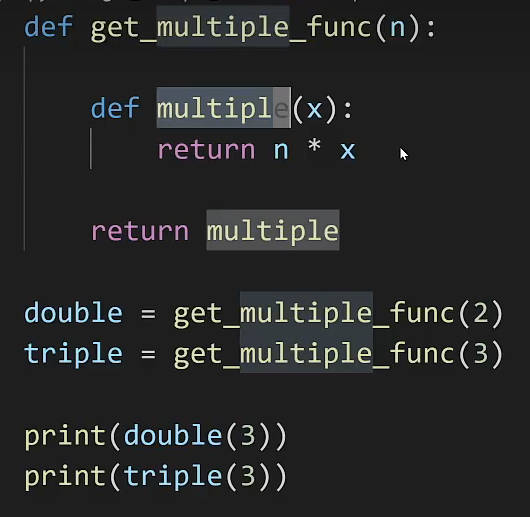 def get_multiple_func(n):
def multiple(x):
return n * x
return multiple
double = get_multiple_func(2)
triple = get_multiple_func(3)
print(double(3))
print(triple(3))